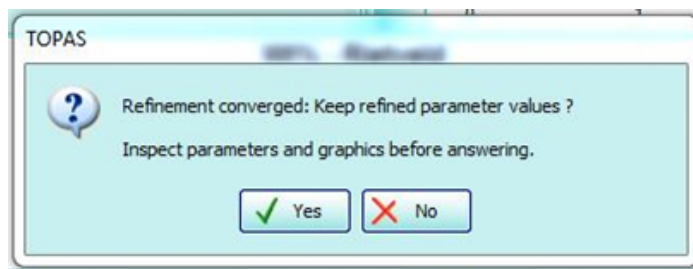 TOPAS
Refinement converged: Keep refined parameter values ?
Inspect parameters and graphics before answering.
Yes
No